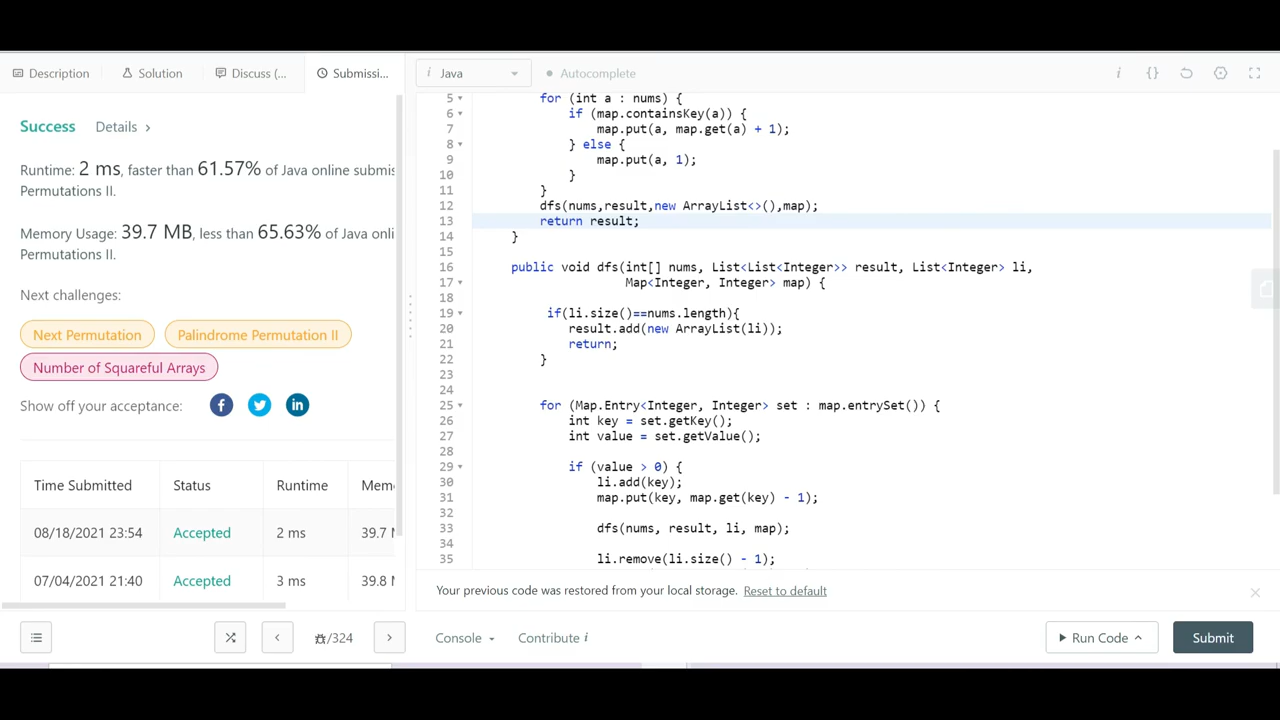 Description
Solution
Discuss (...
Submissi...
i Java
Autocomplete
i {}
Success Details >
Runtime: 2 ms, faster than 61.57% of Java online submis
Permutations II.
Memory Usage: 39.7 MB, less than 65.63% of Java onli
Permutations II.
Next challenges:
Next Permutation Palindrome Permutation II
Number of Squareful Arrays
Show off your acceptance:
Time Submitted Status Runtime Mem
08/18/2021 23:54 Accepted 2 ms 39.7
07/04/2021 21:40 Accepted 3 ms 39.8
5 for (int a : nums) {
6 if (map.containsKey(a)) {
7 map.put(a, map.get(a) + 1);
8 } else {
9 map.put(a, 1);
10 }
11 }
12 dfs(nums,result,new ArrayList<>(),map);
13 return result;
14 }
15
16 public void dfs(int[] nums, List<List<Integer>> result, List<Integer> li,
17 Map<Integer, Integer> map) {
18
19 if(li.size()==nums.length){
20 result.add(new ArrayList(li));
21 return;
22 }
23
24
25 for (Map.Entry<Integer, Integer> set : map.entrySet()) {
26 int key = set.getKey();
27 int value = set.getValue();
28
29 if (value > 0) {
30 li.add(key);
31 map.put(key, map.get(key) - 1);
32
33 dfs(nums, result, li, map);
34
35 li.remove(li.size() - 1);
Your previous code was restored from your local storage. Reset to default
/324
Console
Contribute i
Run Code
Submit